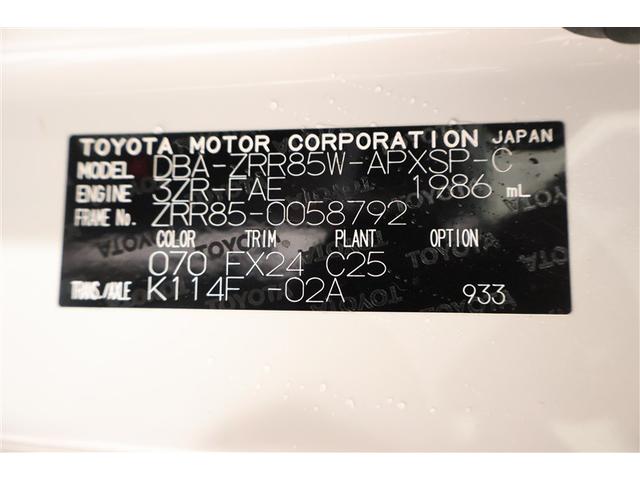 TOYOTA MOTOR CORPORATION JAPAN
MODEL DBA-ZRR85W-APXSP-C
ENGINE 3ZR-FAE 1986 mL
FRAME No. ZRR85-0058792
COLOR TRIM PLANT OPTION
070 FX24 C25
TRANS./AXLE K114F -02A 933